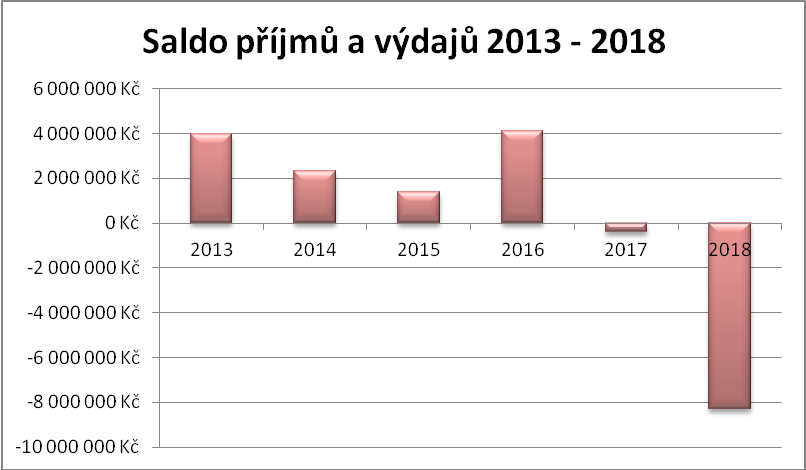 Saldo příjmů a výdajů 2013 - 2018
6 000 000 Kč
4 000 000 Kč
2 000 000 Kč
0 Kč
-2 000 000 Kč
-4 000 000 Kč
-6 000 000 Kč
-8 000 000 Kč
-10 000 000 Kč
2013 2014 2015 2016 2017 2018